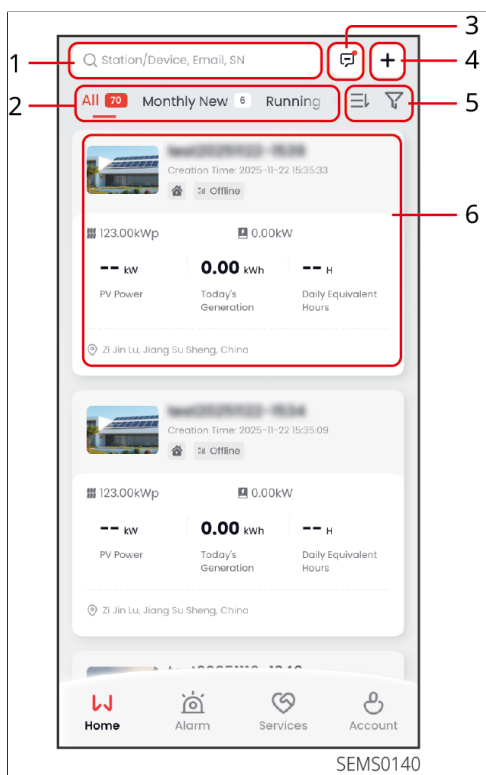 3
1
Station/Device, Email, SN
4
2
All 70 Monthly New 6 Running
5
Creation Time: 2025-11-22 15:35:33
Offline
6
123.00kWp 0.00kW
-- kW 0.00 kWh -- H
PV Power Today's Generation Daily Equivalent Hours
Zi Jin Lu, Jiang Su Sheng, China
Creation Time: 2025-11-22 15:35:09
Offline
123.00kWp 0.00kW
-- kW 0.00 kWh -- H
PV Power Today's Generation Daily Equivalent Hours
Zi Jin Lu, Jiang Su Sheng, China
Home Alarm Services Account
SEMS0140